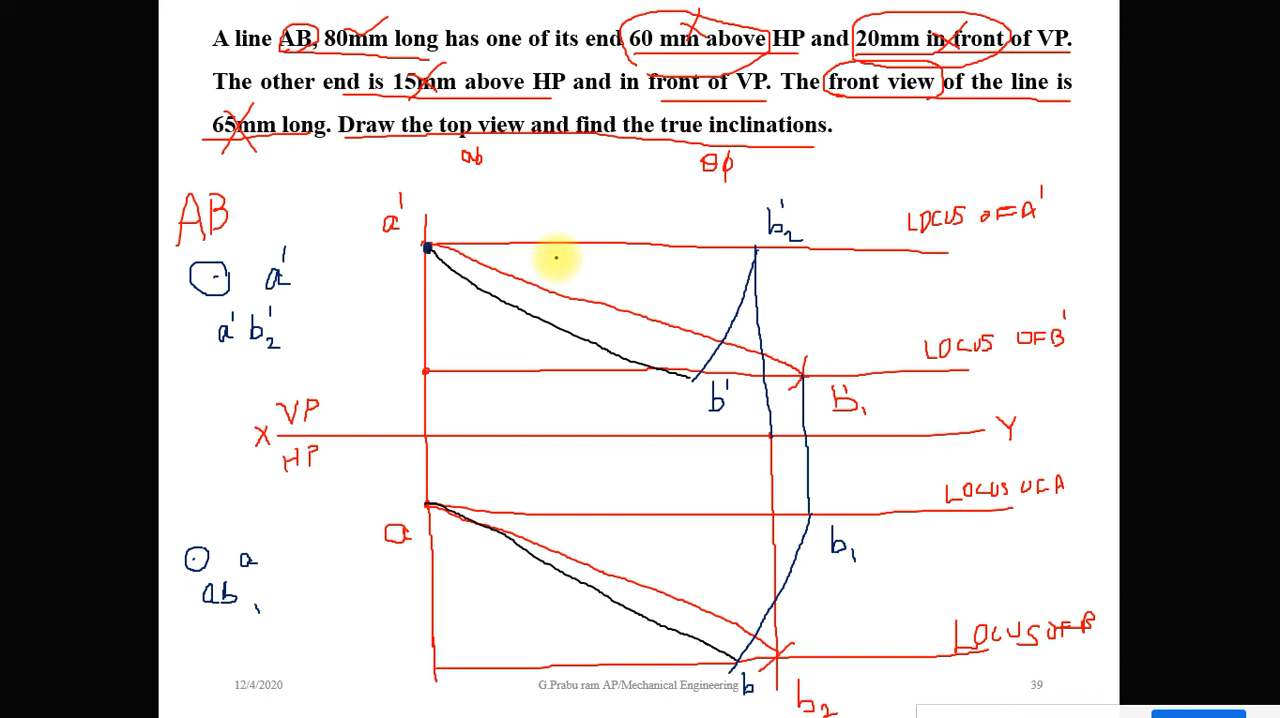 A line AB, 80mm long has one of its end 60 mm above HP and 20mm in front of VP.
The other end is 15mm above HP and in front of VP. The front view of the line is
65mm long. Draw the top view and find the true inclinations.
ab
θ φ
AB
a'
b₂'
LOCUS OF A'
a'
a' b₂'
LOCUS OF B'
b'
b'₁
VP
X
Y
HP
LOCUS OF A
a
b₁
a
ab₁
LOCUS OF B
12/4/2020
G.Prabu ram AP/Mechanical Engineering
b
b₂
39